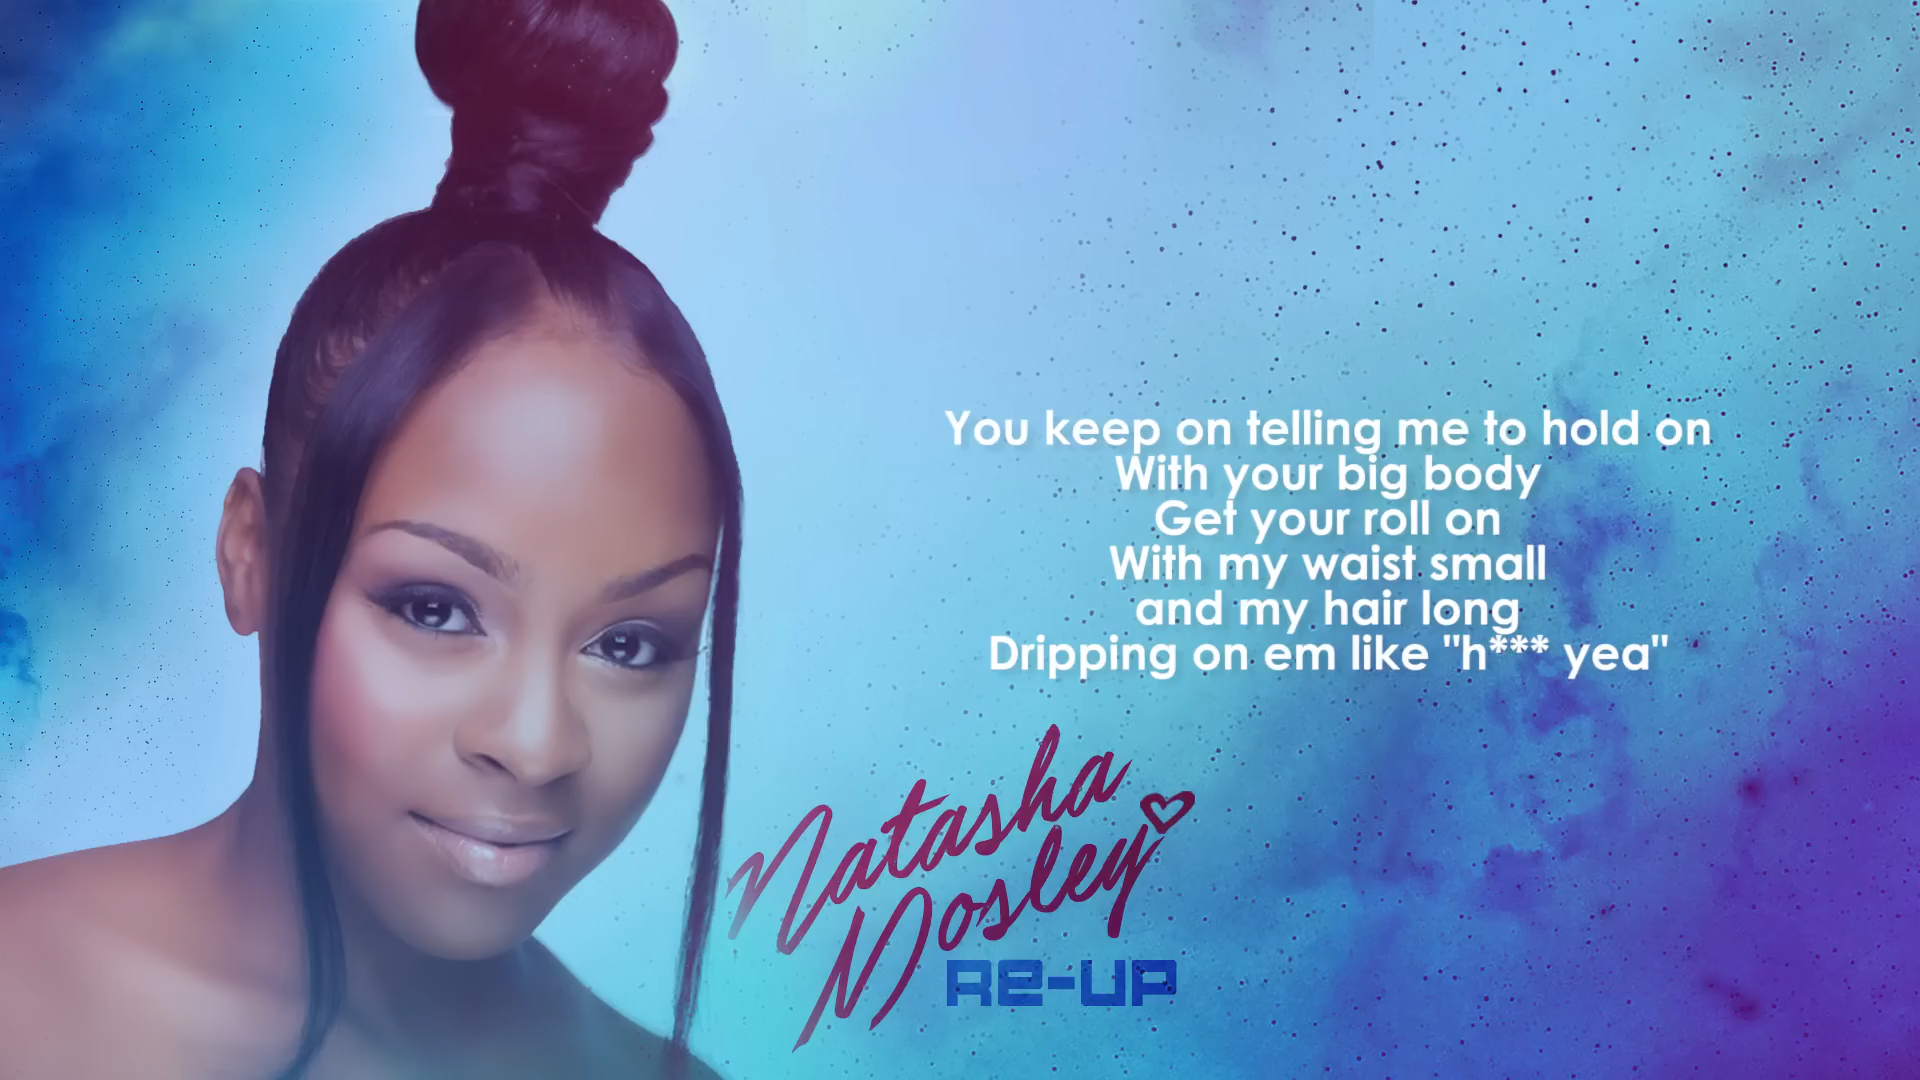 You keep on telling me to hold on
With your big body
Get your roll on
With my waist small
and my hair long
Dripping on em like "h*** yea"
Natasha
Mosley
RE-UP